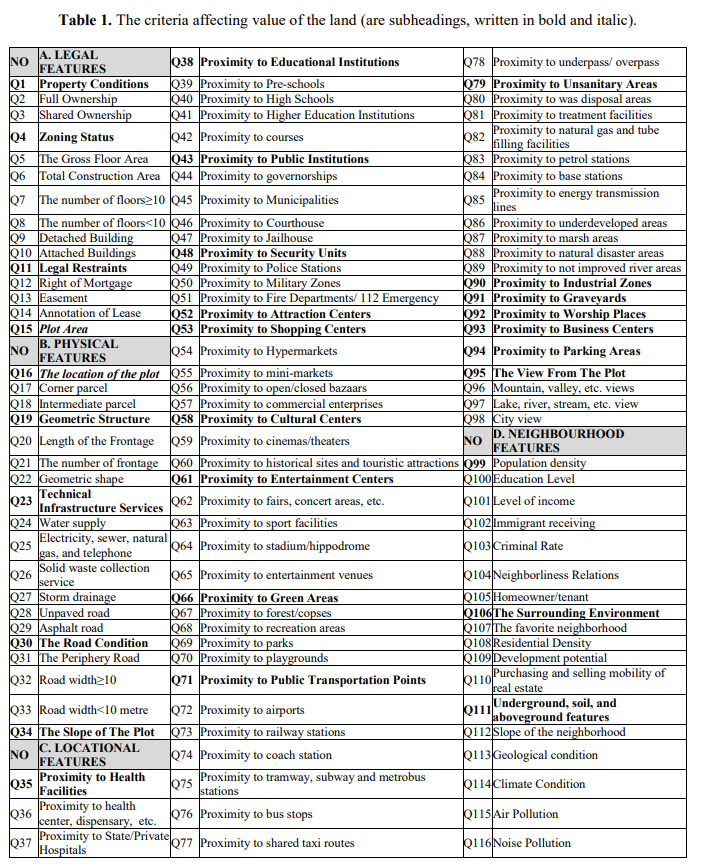 Table 1. The criteria affecting value of the land (are subheadings, written in bold and italic).
NO A. LEGAL
FEATURES
Q1 Property Conditions
Q2 Full Ownership
Q3 Shared Ownership
Q4 Zoning Status
Q5 The Gross Floor Area
Q6 Total Construction Area
Q7 The number of floors≥10
Q8 The number of floors<10
Q9 Detached Building
Q10 Attached Buildings
Q11 Legal Restraints
Q12 Right of Mortgage
Q13 Easement
Q14 Annotation of Lease
Q15 Plot Area
NO B. PHYSICAL
FEATURES
Q16 The location of the plot
Q17 Corner parcel
Q18 Intermediate parcel
Q19 Geometric Structure
Q20 Length of the Frontage
Q21 The number of frontage
Q22 Geometric shape
Q23 Technical
Infrastructure Services
Q24 Water supply
Q25 Electricity, sewer, natural
gas, and telephone
Q26 Solid waste collection
service
Q27 Storm drainage
Q28 Unpaved road
Q29 Asphalt road
Q30 The Road Condition
Q31 The Periphery Road
Q32 Road width≥10
Q33 Road width<10 metre
Q34 The Slope of The Plot
NO C. LOCATIONAL
FEATURES
Q35 Proximity to Health
Facilities
Q36 Proximity to health
center, dispensary, etc.
Q37 Proximity to State/Private
Hospitals
Q38 Proximity to Educational Institutions
Q39 Proximity to Pre-schools
Q40 Proximity to High Schools
Q41 Proximity to Higher Education Institutions
Q42 Proximity to courses
Q43 Proximity to Public Institutions
Q44 Proximity to governorships
Q45 Proximity to Municipalities
Q46 Proximity to Courthouse
Q47 Proximity to Jailhouse
Q48 Proximity to Security Units
Q49 Proximity to Police Stations
Q50 Proximity to Military Zones
Q51 Proximity to Fire Departments/ 112 Emergency
Q52 Proximity to Attraction Centers
Q53 Proximity to Shopping Centers
Q54 Proximity to Hypermarkets
Q55 Proximity to mini-markets
Q56 Proximity to open/closed bazaars
Q57 Proximity to commercial enterprises
Q58 Proximity to Cultural Centers
Q59 Proximity to cinemas/theaters
Q60 Proximity to historical sites and touristic attractions
Q61 Proximity to Entertainment Centers
Q62 Proximity to fairs, concert areas, etc.
Q63 Proximity to sport facilities
Q64 Proximity to stadium/hippodrome
Q65 Proximity to entertainment venues
Q66 Proximity to Green Areas
Q67 Proximity to forest/copses
Q68 Proximity to recreation areas
Q69 Proximity to parks
Q70 Proximity to playgrounds
Q71 Proximity to Public Transportation Points
Q72 Proximity to airports
Q73 Proximity to railway stations
Q74 Proximity to coach station
Q75 Proximity to tramway, subway and metrobus
stations
Q76 Proximity to bus stops
Q77 Proximity to shared taxi routes
Q78 Proximity to underpass/ overpass
Q79 Proximity to Unsanitary Areas
Q80 Proximity to was disposal areas
Q81 Proximity to treatment facilities
Q82 Proximity to natural gas and tube
filling facilities
Q83 Proximity to petrol stations
Q84 Proximity to base stations
Q85 Proximity to energy transmission
lines
Q86 Proximity to underdeveloped areas
Q87 Proximity to marsh areas
Q88 Proximity to natural disaster areas
Q89 Proximity to not improved river areas
Q90 Proximity to Industrial Zones
Q91 Proximity to Graveyards
Q92 Proximity to Worship Places
Q93 Proximity to Business Centers
Q94 Proximity to Parking Areas
Q95 The View From The Plot
Q96 Mountain, valley, etc. views
Q97 Lake, river, stream, etc. view
Q98 City view
NO D. NEIGHBOURHOOD
FEATURES
Q99 Population density
Q100 Education Level
Q101 Level of income
Q102 Immigrant receiving
Q103 Criminal Rate
Q104 Neighborliness Relations
Q105 Homeowner/tenant
Q106 The Surrounding Environment
Q107 The favorite neighborhood
Q108 Residential Density
Q109 Development potential
Q110 Purchasing and selling mobility of
real estate
Q111 Underground, soil, and
aboveground features
Q112 Slope of the neighborhood
Q113 Geological condition
Q114 Climate Condition
Q115 Air Pollution
Q116 Noise Pollution